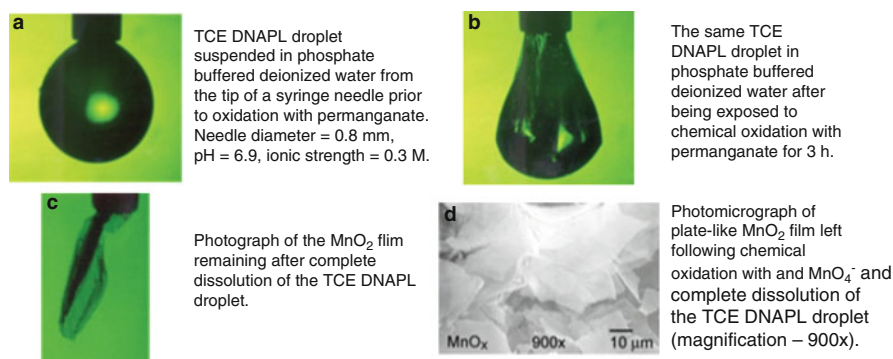 a
TCE DNAPL droplet
suspended in phosphate
buffered deionized water from
the tip of a syringe needle prior
to oxidation with permanganate.
Needle diameter = 0.8 mm,
pH = 6.9, ionic strength = 0.3 M.
b
The same TCE
DNAPL droplet in
phosphate buffered
deionized water after
being exposed to
chemical oxidation with
permanganate for 3 h.
c
Photograph of the MnO₂ flim
remaining after complete
dissolution of the TCE DNAPL
droplet.
d
MnOₓ 900x 10 μm
Photomicrograph of
plate-like MnO₂ film left
following chemical
oxidation with and MnO₄⁻ and
complete dissolution of
the TCE DNAPL droplet
(magnification – 900x).